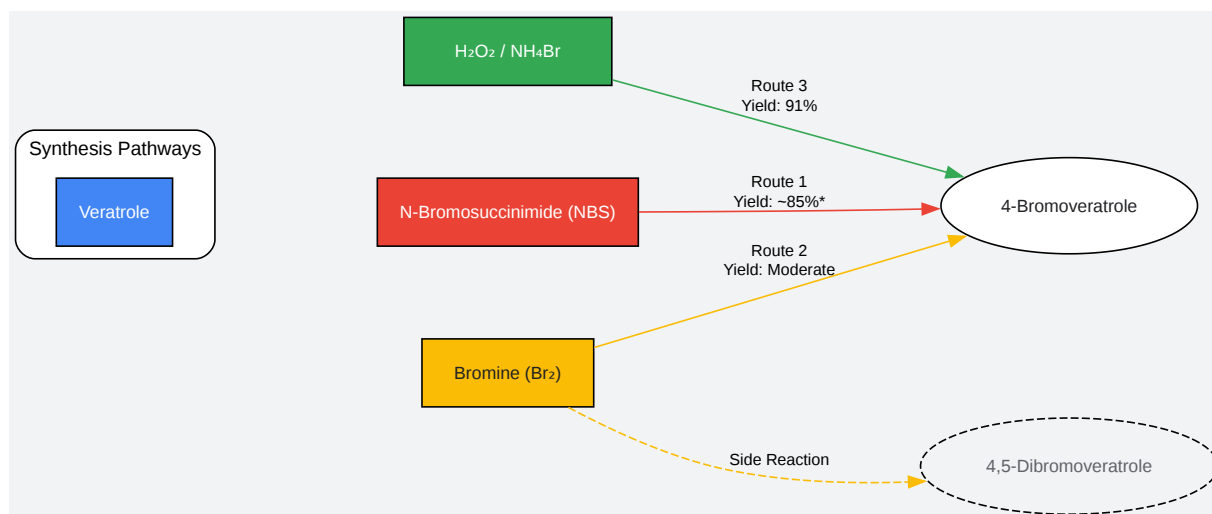 Synthesis Pathways
Veratrole
H₂O₂ / NH₄Br
N-Bromosuccinimide (NBS)
Bromine (Br₂)
Route 3
Yield: 91%
Route 1
Yield: ~85%*
Route 2
Yield: Moderate
Side Reaction
4-Bromoveratrole
4,5-Dibromoveratrole